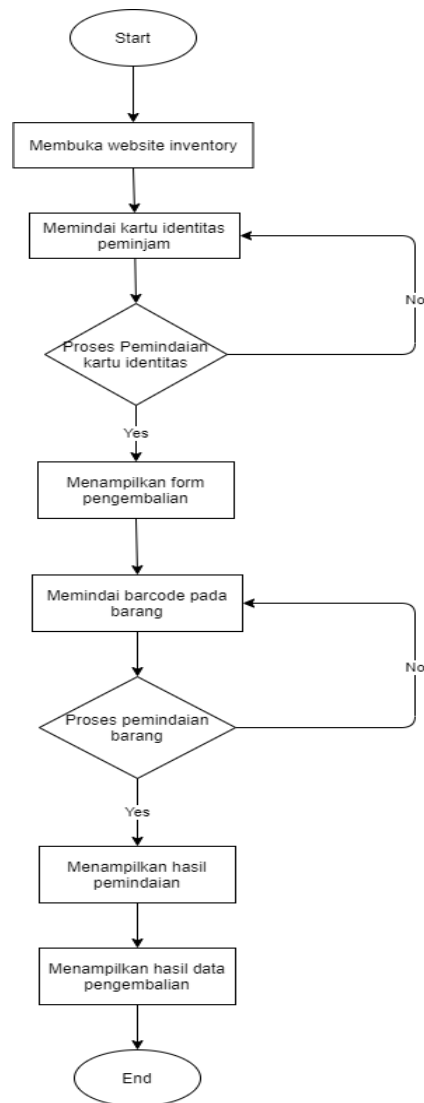 Start
Membuka website inventory
Memindai kartu identitas
peminjam
No
Proses Pemindaian
kartu identitas
Yes
Menampilkan form
pengembalian
Memindai barcode pada
barang
No
Proses pemindaian
barang
Yes
Menampilkan hasil
pemindaian
Menampilkan hasil data
pengembalian
End